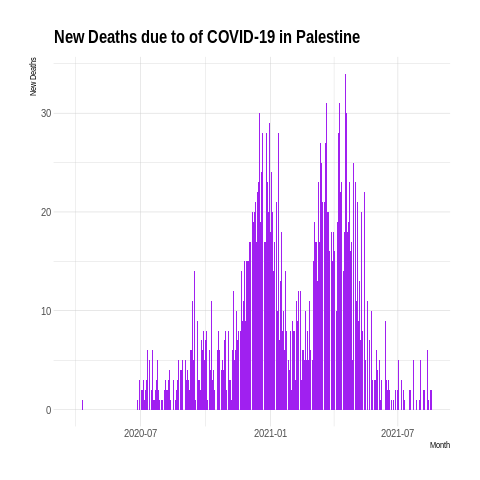 New Deaths due to of COVID-19 in Palestine
New Deaths
30
20
10
0
2020-07 2021-01 2021-07
Month